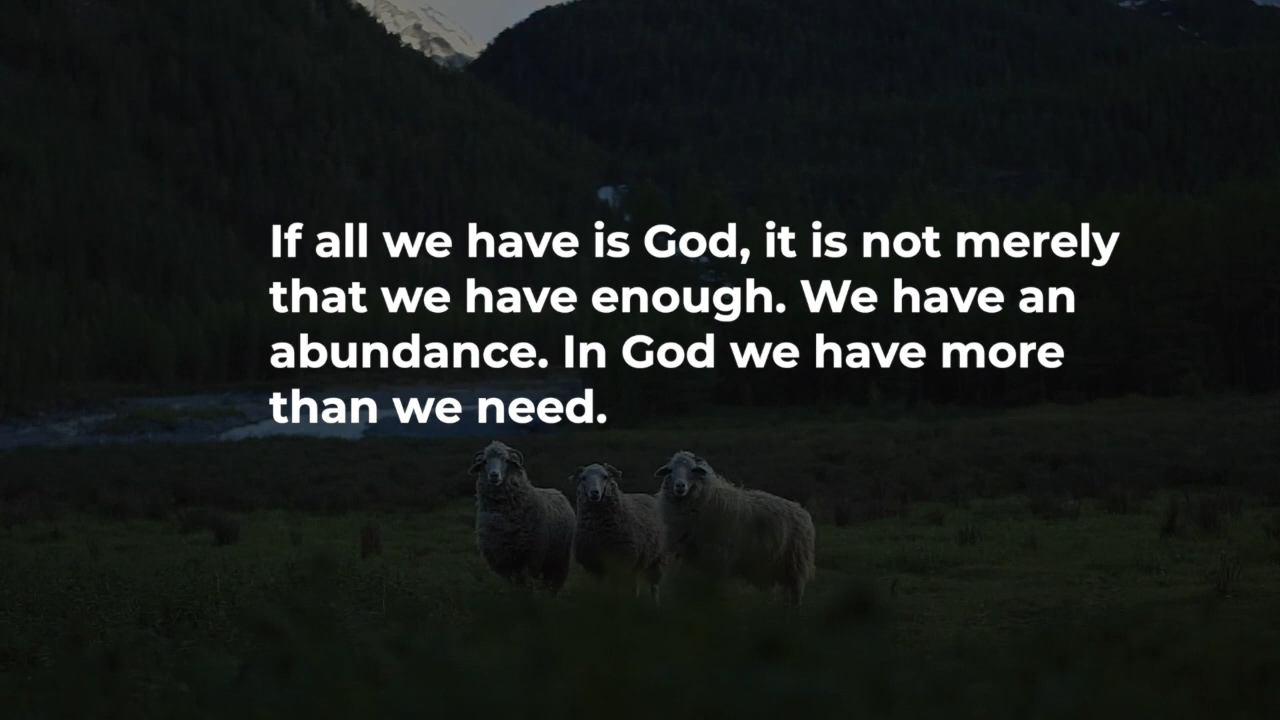 If all we have is God, it is not merely
that we have enough. We have an
abundance. In God we have more
than we need.